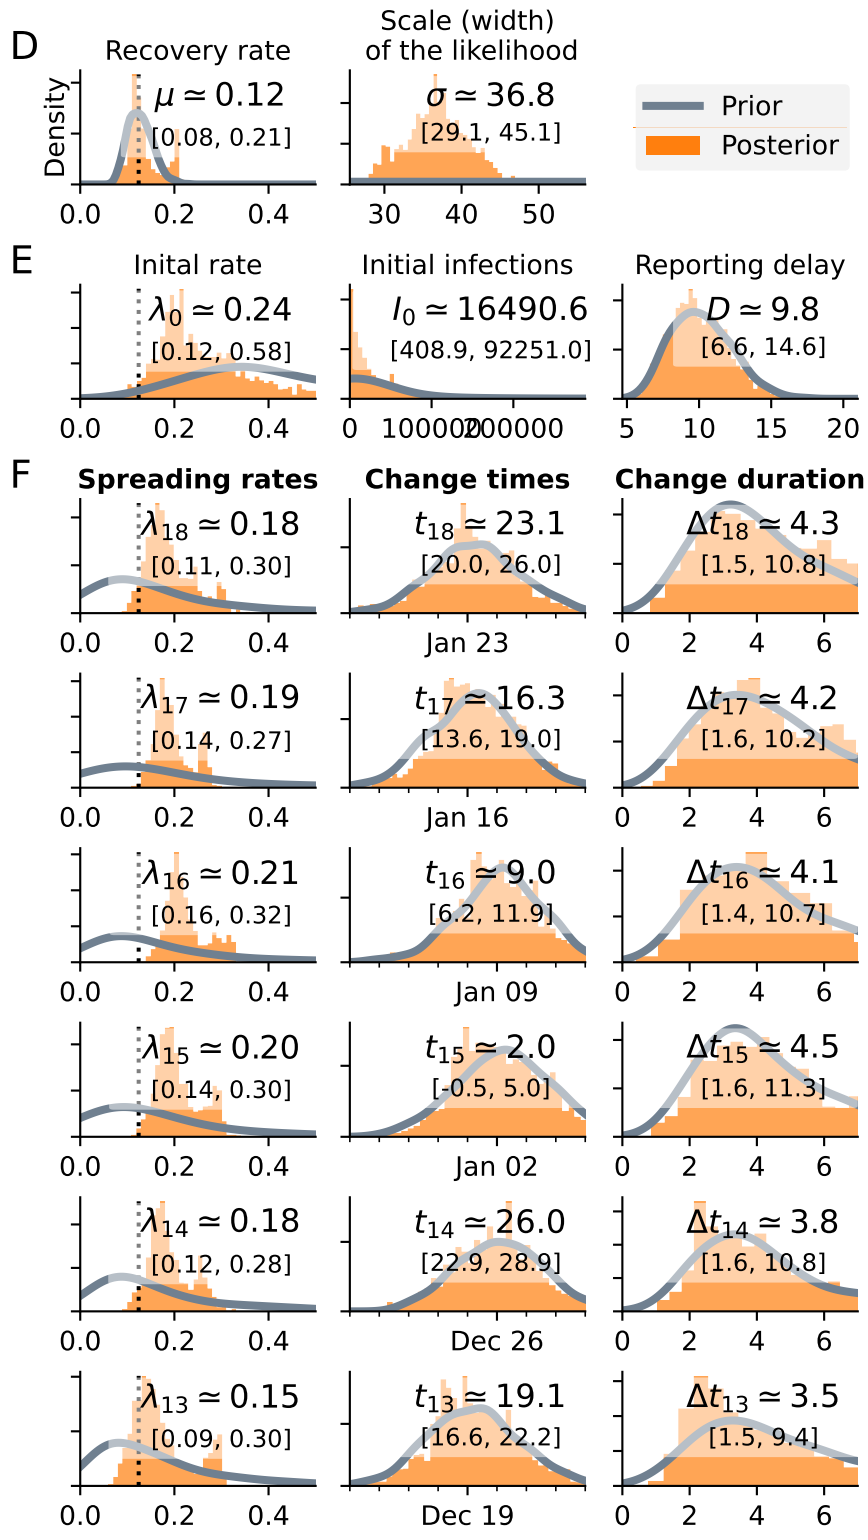 D
Recovery rate
Scale (width)
of the likelihood
Density
μ ≃ 0.12
[0.08, 0.21]
σ ≃ 36.8
[29.1, 45.1]
Prior
Posterior
0.0 0.2 0.4
30 40 50
E
Inital rate
Initial infections
Reporting delay
λ0 ≃ 0.24
[0.12, 0.58]
I0 ≃ 16490.6
[408.9, 92251.0]
D ≃ 9.8
[6.6, 14.6]
0.0 0.2 0.4
0 100000 200000
5 10 15 20
F
Spreading rates
Change times
Change duration
λ18 ≃ 0.18
[0.11, 0.30]
t18 ≃ 23.1
[20.0, 26.0]
Δt18 ≃ 4.3
[1.5, 10.8]
0.0 0.2 0.4
Jan 23
0 2 4 6
λ17 ≃ 0.19
[0.14, 0.27]
t17 ≃ 16.3
[13.6, 19.0]
Δt17 ≃ 4.2
[1.6, 10.2]
0.0 0.2 0.4
Jan 16
0 2 4 6
λ16 ≃ 0.21
[0.16, 0.32]
t16 ≃ 9.0
[6.2, 11.9]
Δt16 ≃ 4.1
[1.4, 10.7]
0.0 0.2 0.4
Jan 09
0 2 4 6
λ15 ≃ 0.20
[0.14, 0.30]
t15 ≃ 2.0
[-0.5, 5.0]
Δt15 ≃ 4.5
[1.6, 11.3]
0.0 0.2 0.4
Jan 02
0 2 4 6
λ14 ≃ 0.18
[0.12, 0.28]
t14 ≃ 26.0
[22.9, 28.9]
Δt14 ≃ 3.8
[1.6, 10.8]
0.0 0.2 0.4
Dec 26
0 2 4 6
λ13 ≃ 0.15
[0.09, 0.30]
t13 ≃ 19.1
[16.6, 22.2]
Δt13 ≃ 3.5
[1.5, 9.4]
0.0 0.2 0.4
Dec 19
0 2 4 6